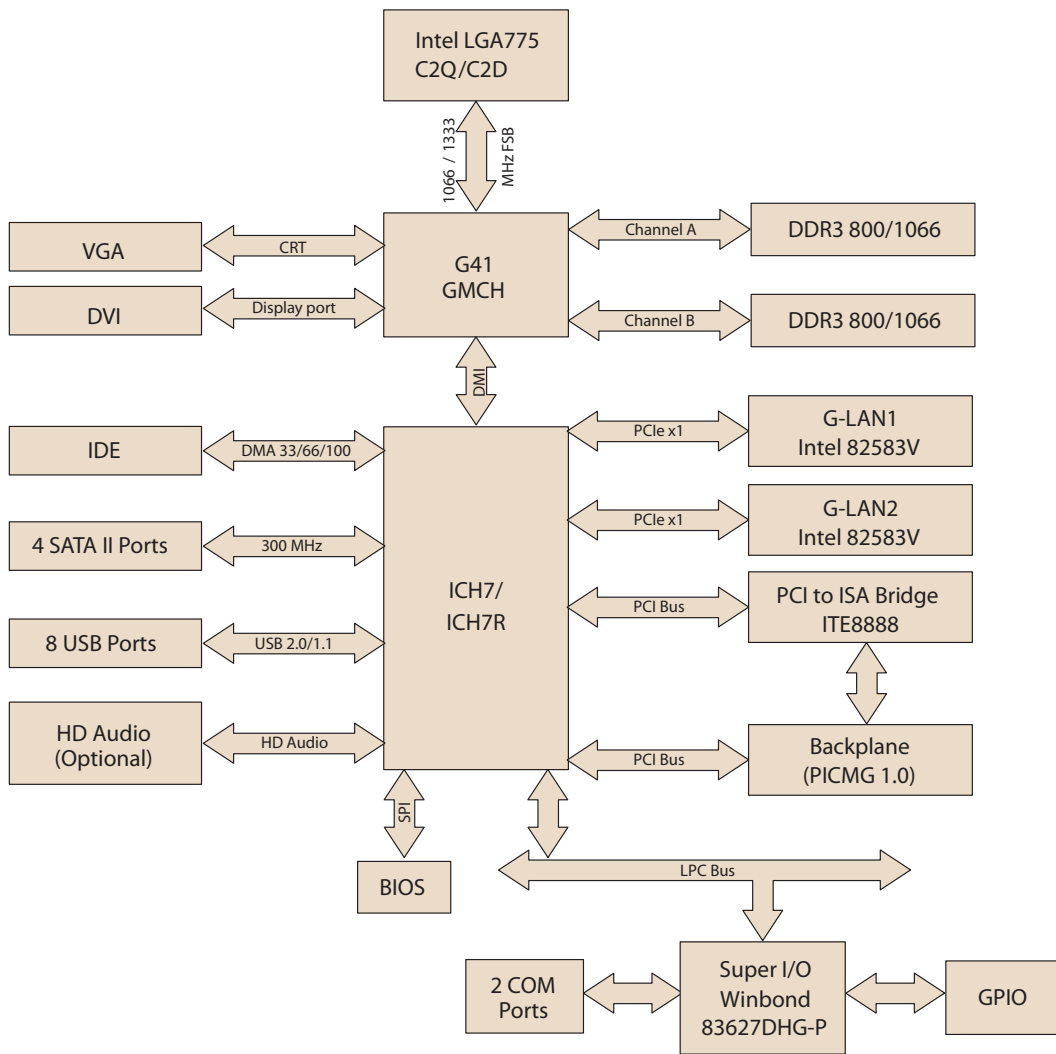 Intel LGA775
C2Q/C2D
1066 / 1333
MHz FSB
VGA
CRT
G41
GMCH
Channel A
DDR3 800/1066
DVI
Display port
Channel B
DDR3 800/1066
DMI
IDE
DMA 33/66/100
PCIe x1
G-LAN1
Intel 82583V
4 SATA II Ports
300 MHz
PCIe x1
G-LAN2
Intel 82583V
ICH7/
ICH7R
PCI Bus
PCI to ISA Bridge
ITE8888
8 USB Ports
USB 2.0/1.1
HD Audio
(Optional)
HD Audio
PCI Bus
Backplane
(PICMG 1.0)
SPI
BIOS
LPC Bus
2 COM
Ports
Super I/O
Winbond
83627DHG-P
GPIO